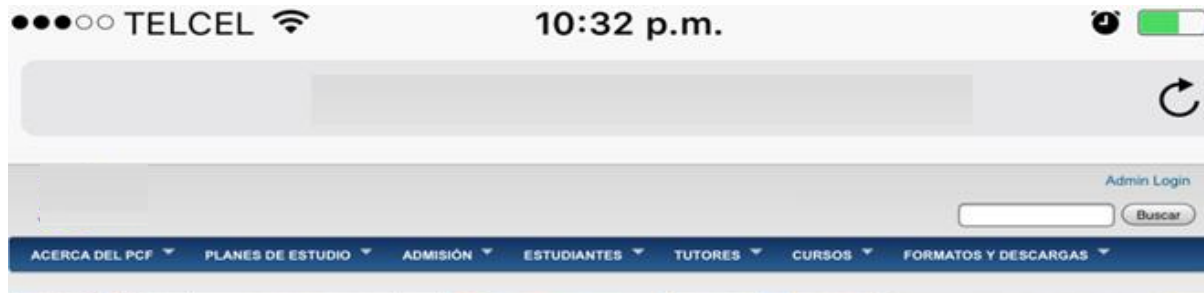 TELCEL 10:32 p.m.
Admin Login
Buscar
ACERCA DEL PCF PLANES DE ESTUDIO ADMISIÓN ESTUDIANTES TUTORES CURSOS FORMATOS Y DESCARGAS